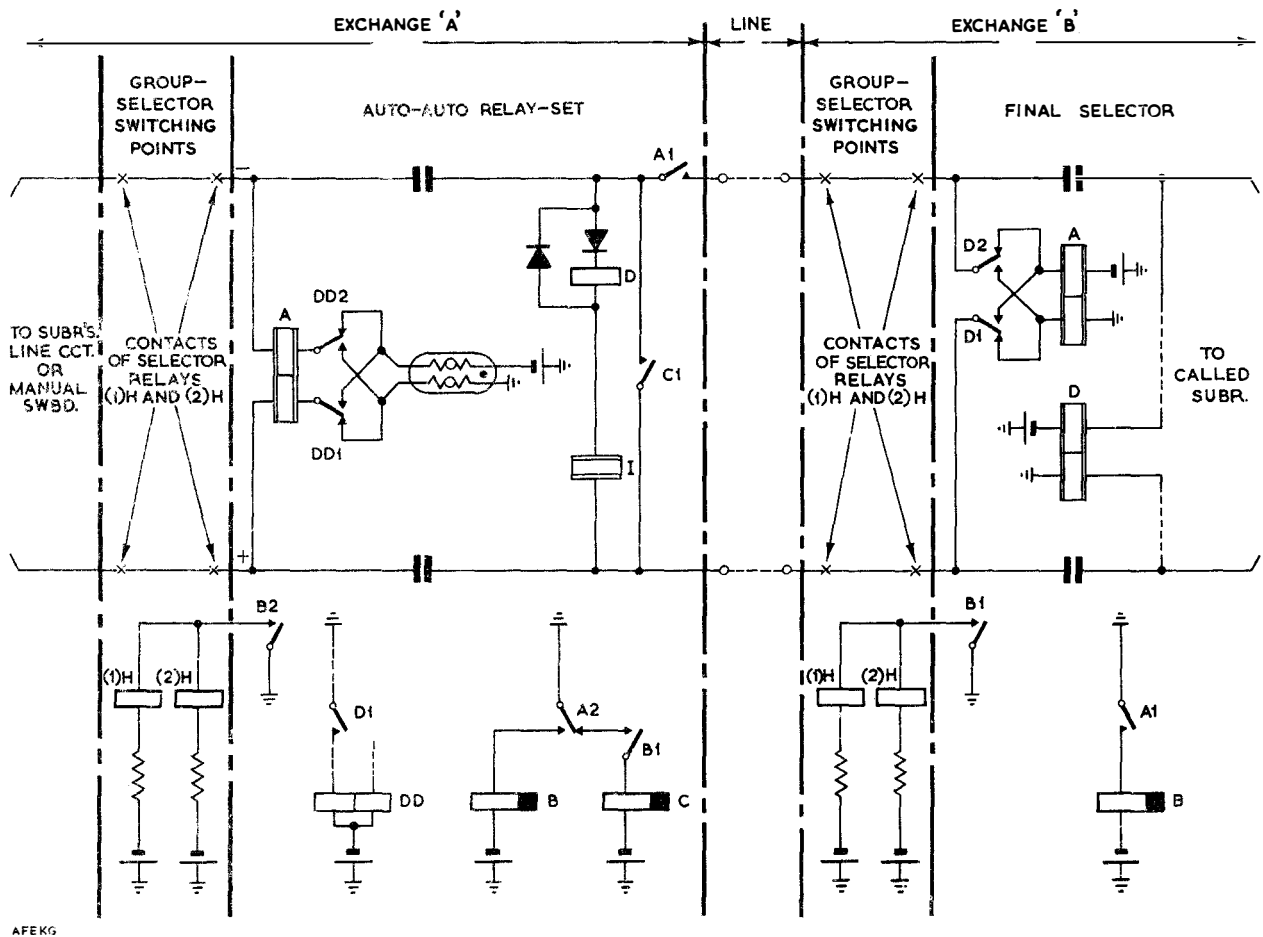 EXCHANGE 'A'
LINE
EXCHANGE 'B'
GROUP-
SELECTOR
SWITCHING
POINTS
AUTO-AUTO RELAY-SET
GROUP-
SELECTOR
SWITCHING
POINTS
FINAL SELECTOR
A1
−
D2
A
D
DD2
A
D1
TO SUBR'S.
LINE CCT.
OR
MANUAL
SWBD.
CONTACTS
OF SELECTOR
RELAYS
(1)H AND (2)H
C1
CONTACTS
OF SELECTOR
RELAYS
(1)H AND (2)H
TO
CALLED
SUBR.
DD1
D
I
+
B2
B1
(1)H
(2)H
D1
A2
B1
(1)H
(2)H
A1
DD
B
C
B
AFEKG